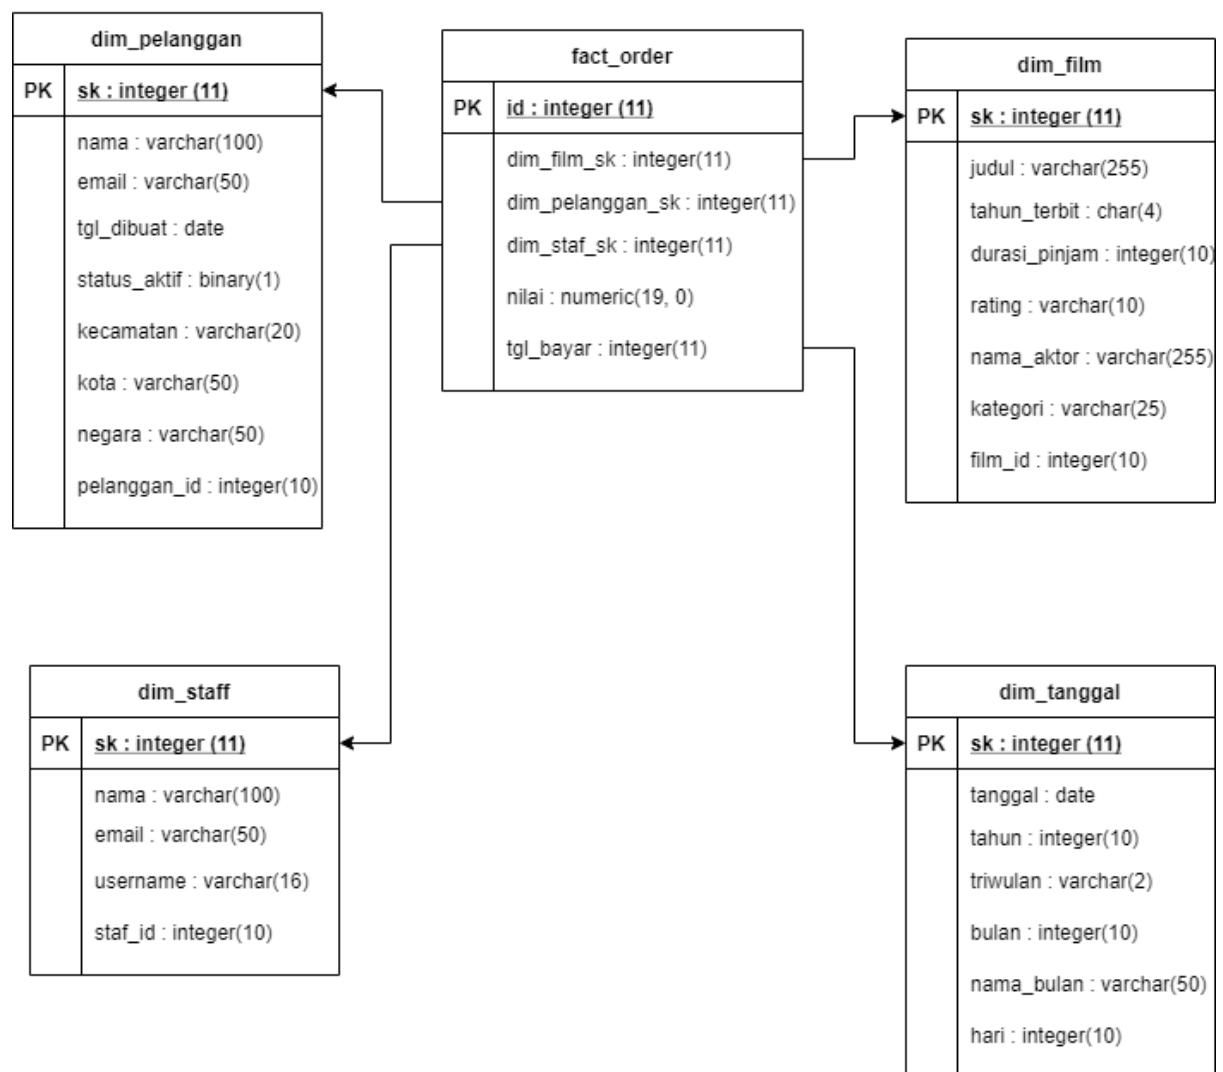 dim_pelanggan
PK sk : integer (11)
nama : varchar(100)
email : varchar(50)
tgl_dibuat : date
status_aktif : binary(1)
kecamatan : varchar(20)
kota : varchar(50)
negara : varchar(50)
pelanggan_id : integer(10)
fact_order
PK id : integer (11)
dim_film_sk : integer(11)
dim_pelanggan_sk : integer(11)
dim_staf_sk : integer(11)
nilai : numeric(19, 0)
tgl_bayar : integer(11)
dim_film
PK sk : integer (11)
judul : varchar(255)
tahun_terbit : char(4)
durasi_pinjam : integer(10)
rating : varchar(10)
nama_aktor : varchar(255)
kategori : varchar(25)
film_id : integer(10)
dim_staff
PK sk : integer (11)
nama : varchar(100)
email : varchar(50)
username : varchar(16)
staf_id : integer(10)
dim_tanggal
PK sk : integer (11)
tanggal : date
tahun : integer(10)
triwulan : varchar(2)
bulan : integer(10)
nama_bulan : varchar(50)
hari : integer(10)